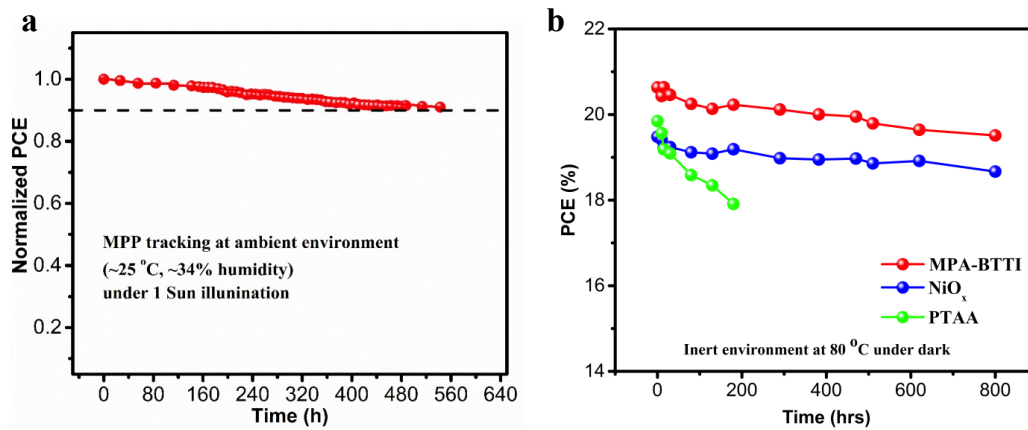 a
Normalized PCE
1.0
0.8
0.6
0.4
0.2
MPP tracking at ambient environment
(~25 °C, ~34% humidity)
under 1 Sun illunination
0 80 160 240 320 400 480 560 640
Time (h)
b
PCE (%)
22
20
18
16
14
MPA-BTTI
NiOₓ
PTAA
Inert environment at 80 °C under dark
0 200 400 600 800
Time (hrs)